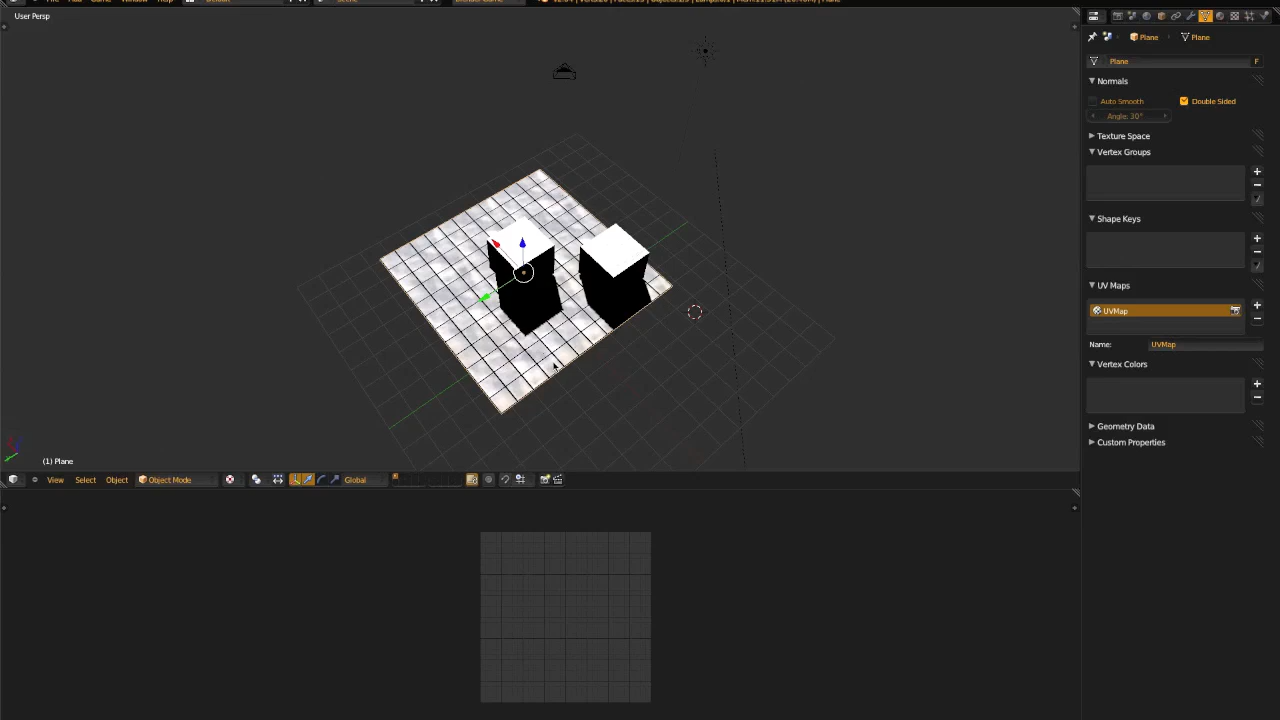 User Persp
(1) Plane
View Select Object Object Mode Global
Plane Plane
Plane F
Normals
Auto Smooth Double Sided
Angle: 30°
Texture Space
Vertex Groups
Shape Keys
UV Maps
UVMap
Name: UVMap
Vertex Colors
Geometry Data
Custom Properties